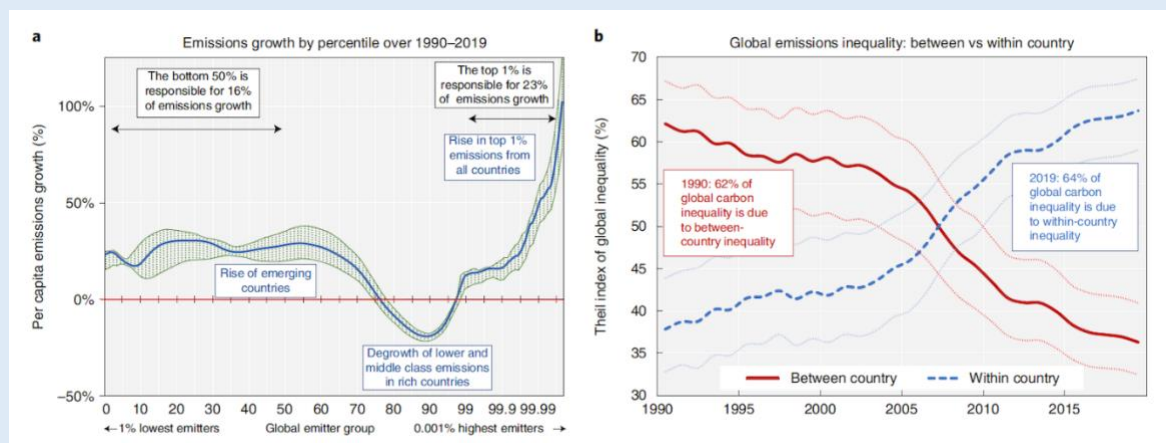 a
Emissions growth by percentile over 1990–2019
The bottom 50% is
responsible for 16%
of emissions growth
The top 1% is
responsible for 23%
of emissions growth
Rise in top 1%
emissions from
all countries
Rise of emerging
countries
Degrowth of lower and
middle class emissions
in rich countries
Per capita emissions growth (%)
100%
50%
0%
–50%
0 10 20 30 40 50 60 70 80 90 99 99.9 99.99
←1% lowest emitters Global emitter group 0.001% highest emitters →
b
Global emissions inequality: between vs within country
Theil index of global inequality (%)
70
65
60
55
50
45
40
35
30
1990: 62% of
global carbon
inequality is due
to between-
country inequality
2019: 64% of
global carbon
inequality is due
to within-country
inequality
Between country Within country
1990 1995 2000 2005 2010 2015